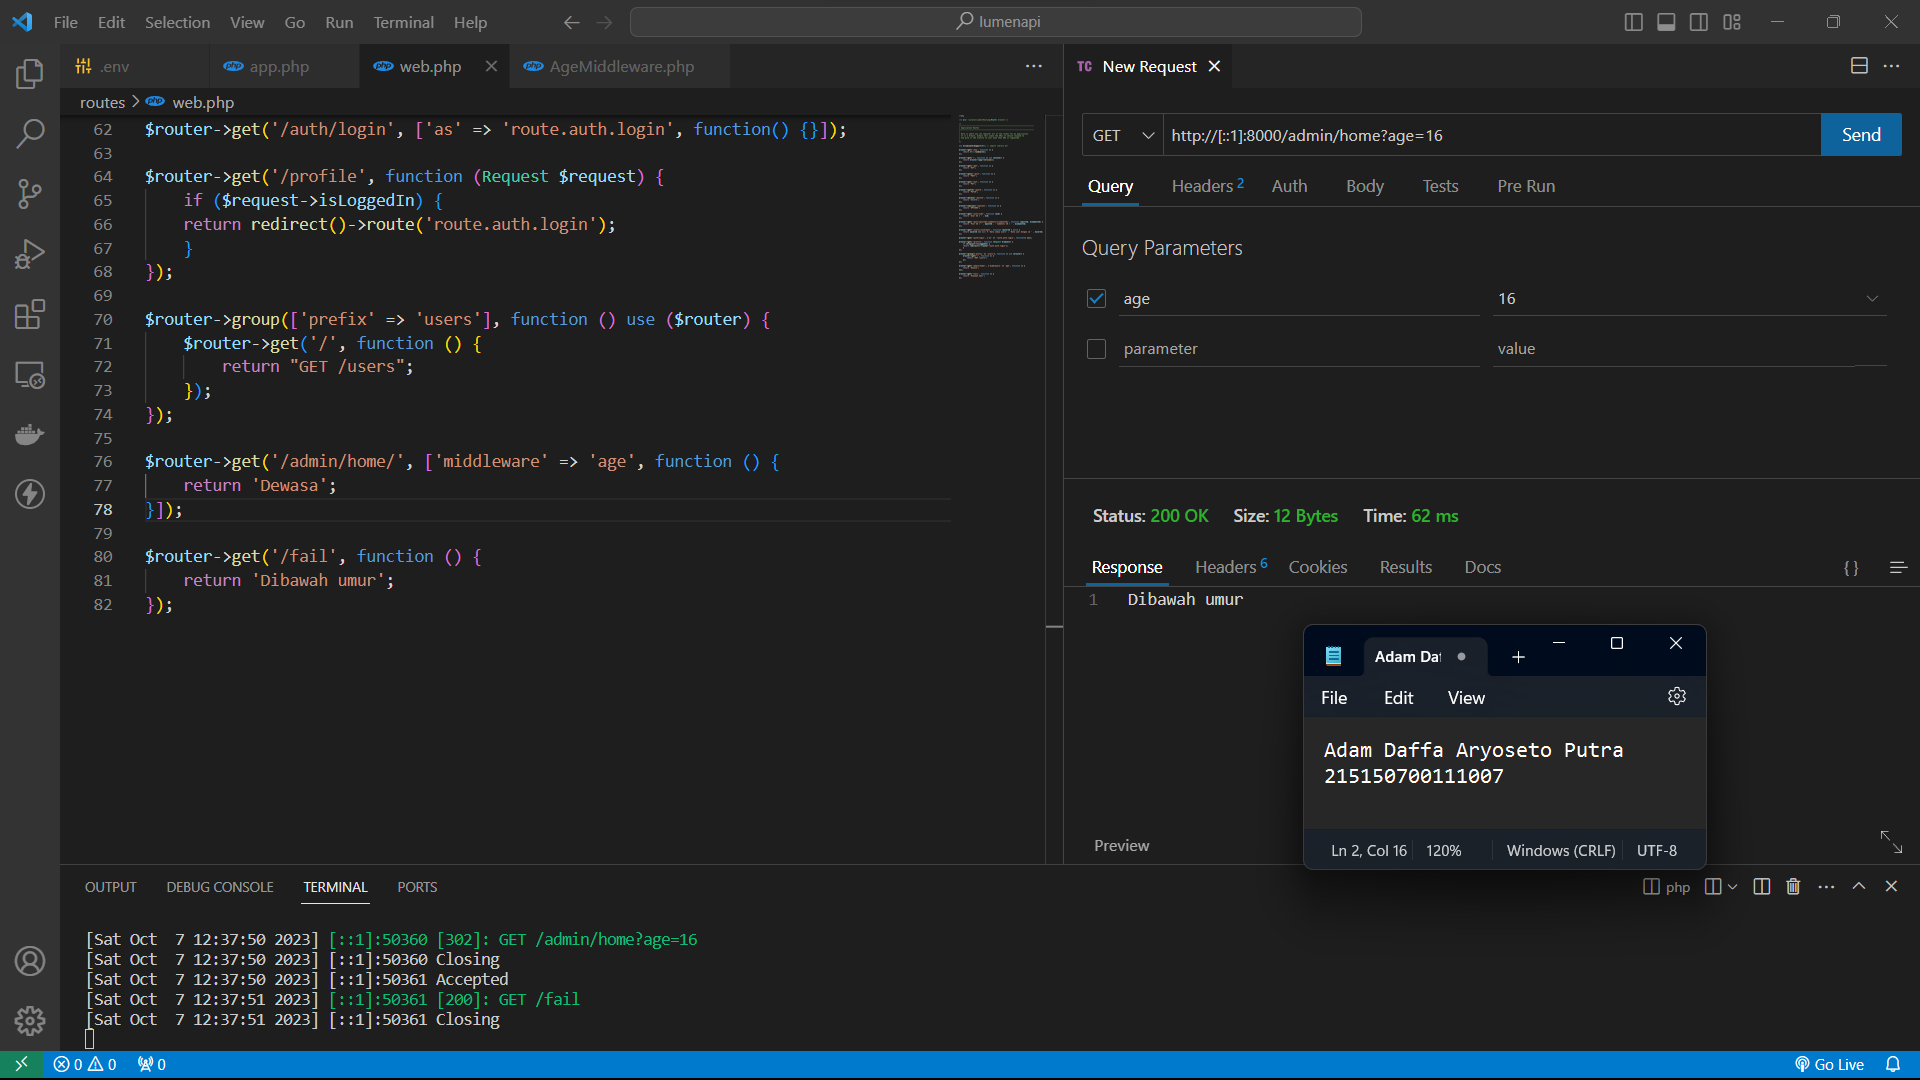 File Edit Selection View Go Run Terminal Help
lumenapi
.env
app.php
web.php
AgeMiddleware.php
TC New Request
routes > web.php
62 $router->get('/auth/login', ['as' => 'route.auth.login', function() {}]);
63
64 $router->get('/profile', function (Request $request) {
65 if ($request->isLoggedIn) {
66 return redirect()->route('route.auth.login');
67 }
68 });
69
70 $router->group(['prefix' => 'users'], function () use ($router) {
71 $router->get('/', function () {
72 return "GET /users";
73 });
74 });
75
76 $router->get('/admin/home/', ['middleware' => 'age', function () {
77 return 'Dewasa';
78 }]);
79
80 $router->get('/fail', function () {
81 return 'Dibawah umur';
82 });
GET http://[::1]:8000/admin/home?age=16 Send
Query Headers 2 Auth Body Tests Pre Run
Query Parameters
age 16
parameter value
Status: 200 OK Size: 12 Bytes Time: 62 ms
Response Headers 6 Cookies Results Docs {}
1 Dibawah umur
Preview
Adam Daf
File Edit View
Adam Daffa Aryoseto Putra
215150700111007
Ln 2, Col 16 120% Windows (CRLF) UTF-8
OUTPUT DEBUG CONSOLE TERMINAL PORTS
php
[Sat Oct  7 12:37:50 2023] [::1]:50360 [302]: GET /admin/home?age=16
[Sat Oct  7 12:37:50 2023] [::1]:50360 Closing
[Sat Oct  7 12:37:50 2023] [::1]:50361 Accepted
[Sat Oct  7 12:37:51 2023] [::1]:50361 [200]: GET /fail
[Sat Oct  7 12:37:51 2023] [::1]:50361 Closing
0 0 0
Go Live